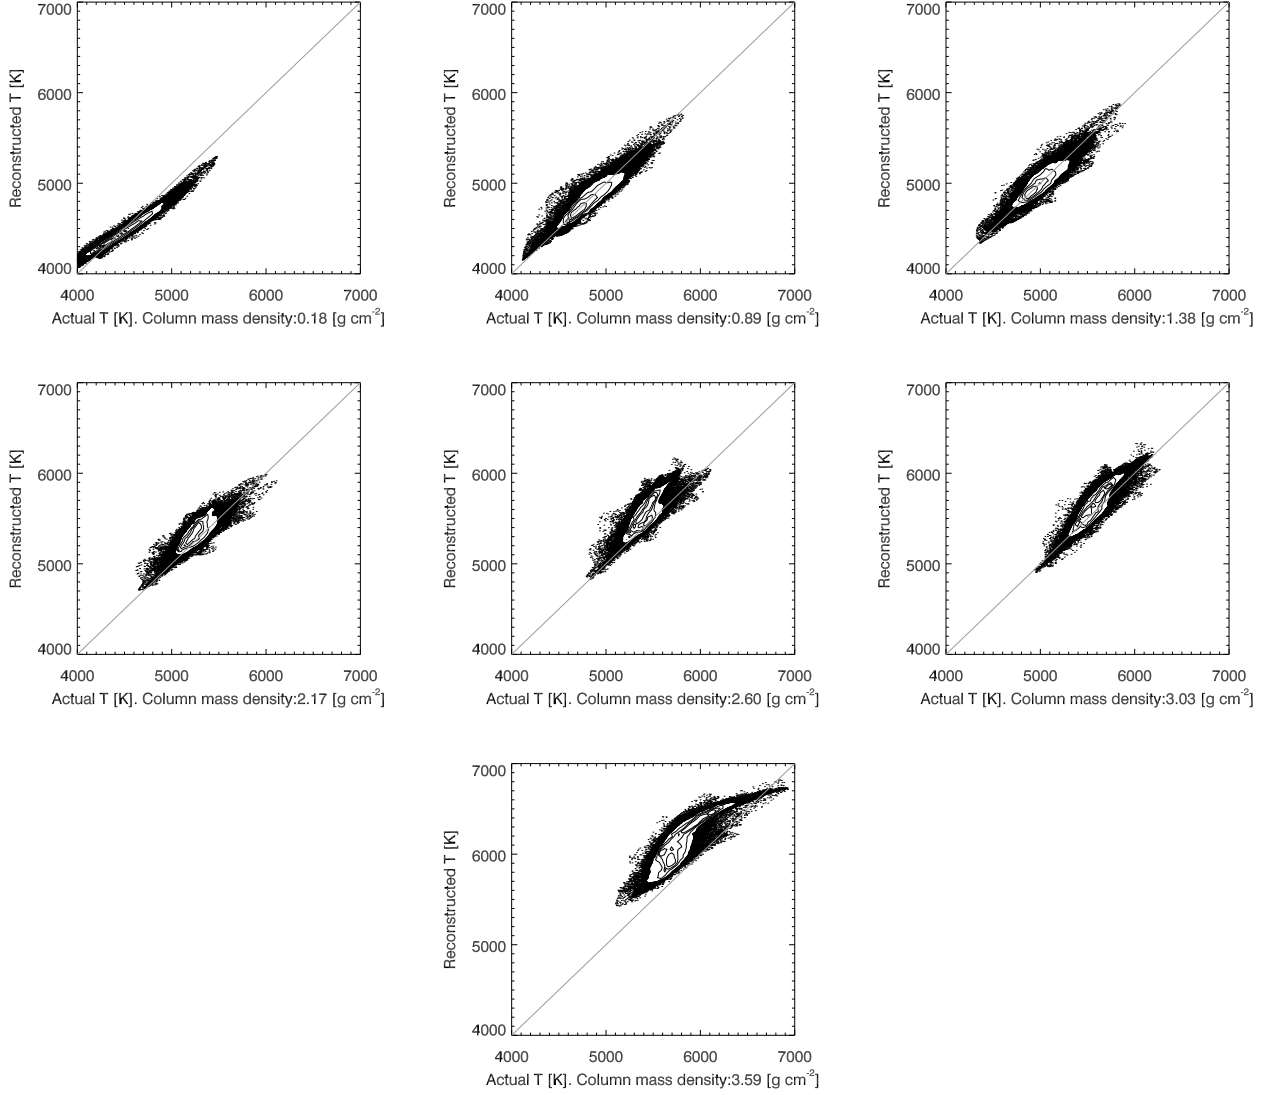 7000
6000
5000
4000
Reconstructed T [K]
4000 5000 6000 7000
Actual T [K]. Column mass density:0.18 [g cm⁻²]
7000
6000
5000
4000
Reconstructed T [K]
4000 5000 6000 7000
Actual T [K]. Column mass density:0.89 [g cm⁻²]
7000
6000
5000
4000
Reconstructed T [K]
4000 5000 6000 7000
Actual T [K]. Column mass density:1.38 [g cm⁻²]
7000
6000
5000
4000
Reconstructed T [K]
4000 5000 6000 7000
Actual T [K]. Column mass density:2.17 [g cm⁻²]
7000
6000
5000
4000
Reconstructed T [K]
4000 5000 6000 7000
Actual T [K]. Column mass density:2.60 [g cm⁻²]
7000
6000
5000
4000
Reconstructed T [K]
4000 5000 6000 7000
Actual T [K]. Column mass density:3.03 [g cm⁻²]
7000
6000
5000
4000
Reconstructed T [K]
4000 5000 6000 7000
Actual T [K]. Column mass density:3.59 [g cm⁻²]